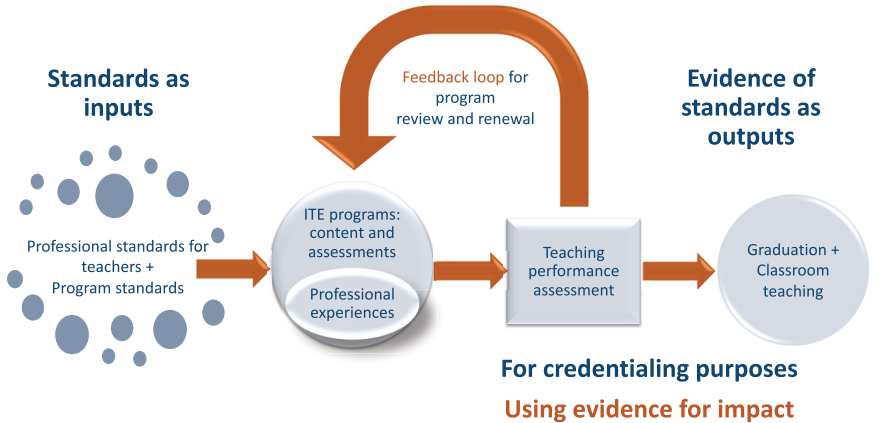 Standards as
inputs
Feedback loop for
program
review and renewal
Evidence of
standards as
outputs
Professional standards for
teachers +
Program standards
ITE programs:
content and
assessments
Professional
experiences
Teaching
performance
assessment
Graduation +
Classroom
teaching
For credentialing purposes
Using evidence for impact